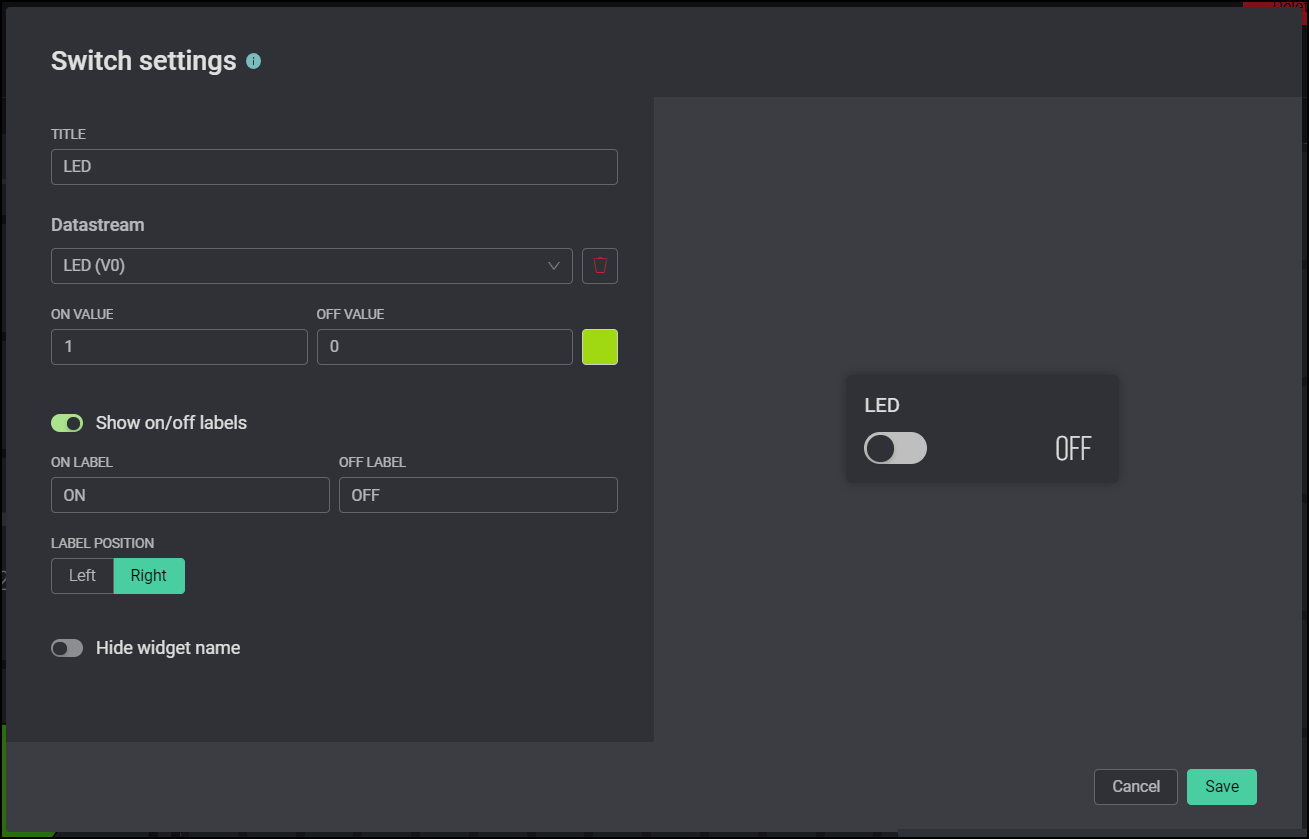 Switch settings
TITLE
LED
Datastream
LED (V0)
ON VALUE
OFF VALUE
1
0
Show on/off labels
ON LABEL
OFF LABEL
ON
OFF
LABEL POSITION
Left
Right
Hide widget name
LED
OFF
Cancel
Save